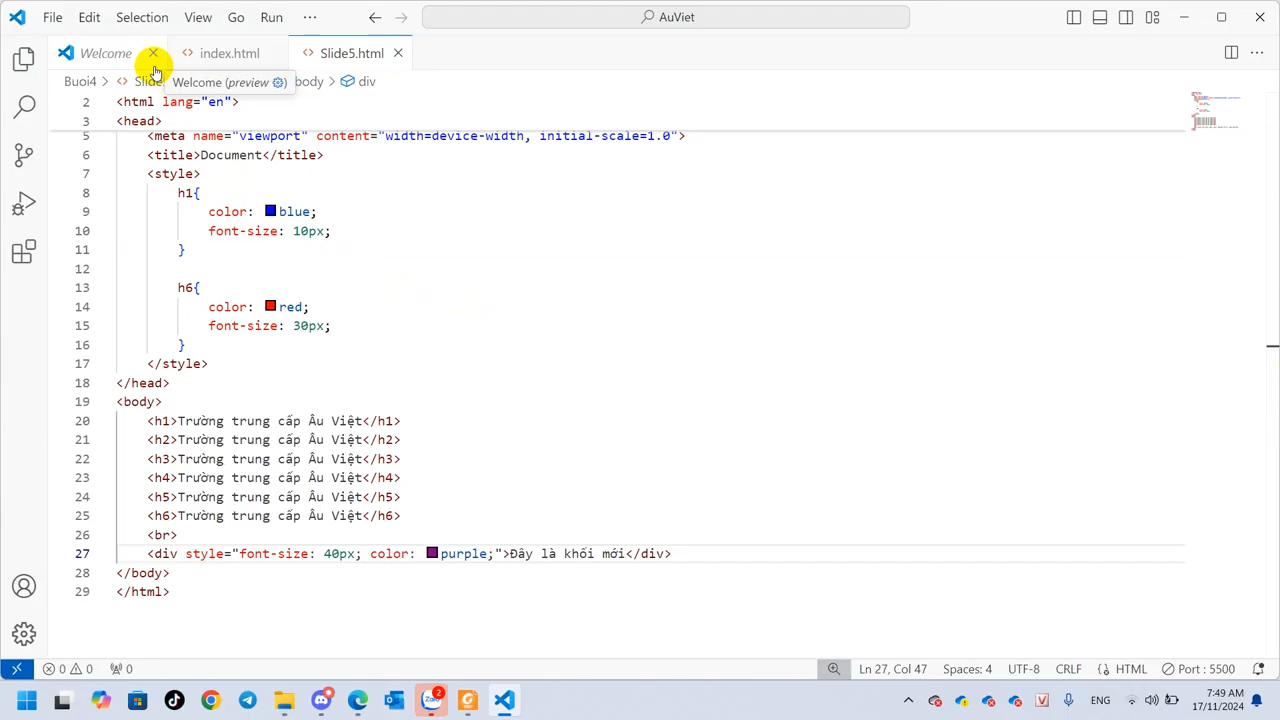 File Edit Selection View Go Run ··· AuViet
Welcome index.html Slide5.html
Buoi4 > Slide body > div
Welcome (preview)
2 <html lang="en">
3 <head>
5 <meta name="viewport" content="width=device-width, initial-scale=1.0">
6 <title>Document</title>
7 <style>
8 h1{
9 color: blue;
10 font-size: 10px;
11 }
12
13 h6{
14 color: red;
15 font-size: 30px;
16 }
17 </style>
18 </head>
19 <body>
20 <h1>Trường trung cấp Âu Việt</h1>
21 <h2>Trường trung cấp Âu Việt</h2>
22 <h3>Trường trung cấp Âu Việt</h3>
23 <h4>Trường trung cấp Âu Việt</h4>
24 <h5>Trường trung cấp Âu Việt</h5>
25 <h6>Trường trung cấp Âu Việt</h6>
26 <br>
27 <div style="font-size: 40px; color: purple;">Đây là khối mới</div>
28 </body>
29 </html>
0 0 0 Ln 27, Col 47 Spaces: 4 UTF-8 CRLF HTML Port : 5500
Zalo 2 V ENG 7:49 AM
17/11/2024